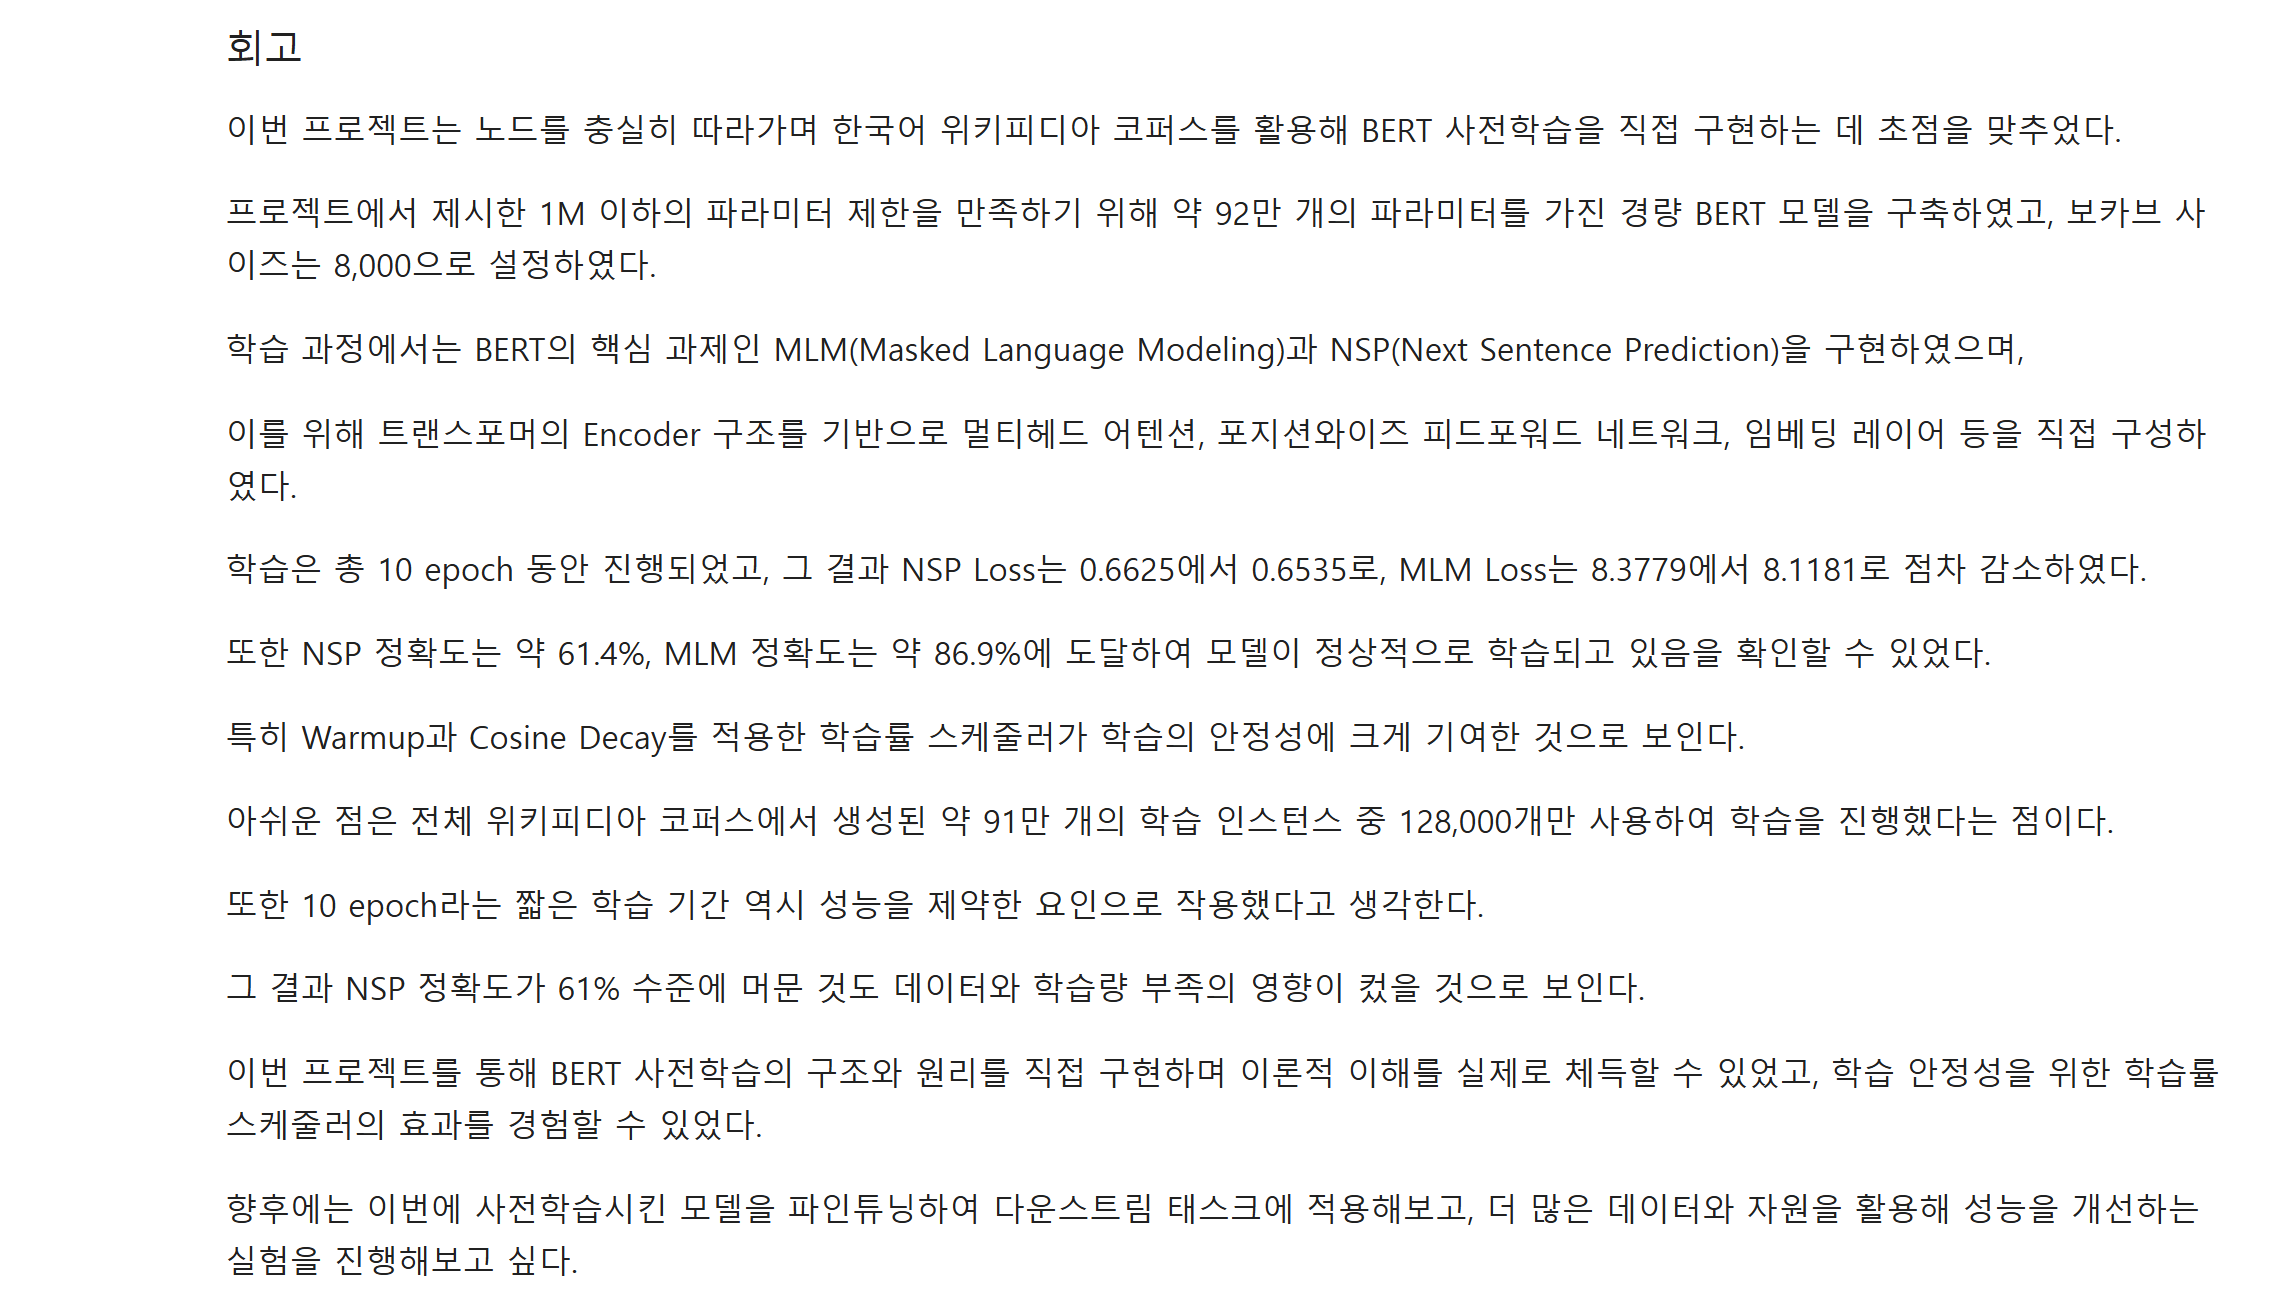 회고
이번 프로젝트는 노드를 충실히 따라가며 한국어 위키피디아 코퍼스를 활용해 BERT 사전학습을 직접 구현하는 데 초점을 맞추었다.
프로젝트에서 제시한 1M 이하의 파라미터 제한을 만족하기 위해 약 92만 개의 파라미터를 가진 경량 BERT 모델을 구축하였고, 보카브 사
이즈는 8,000으로 설정하였다.
학습 과정에서는 BERT의 핵심 과제인 MLM(Masked Language Modeling)과 NSP(Next Sentence Prediction)을 구현하였으며,
이를 위해 트랜스포머의 Encoder 구조를 기반으로 멀티헤드 어텐션, 포지션와이즈 피드포워드 네트워크, 임베딩 레이어 등을 직접 구성하
였다.
학습은 총 10 epoch 동안 진행되었고, 그 결과 NSP Loss는 0.6625에서 0.6535로, MLM Loss는 8.3779에서 8.1181로 점차 감소하였다.
또한 NSP 정확도는 약 61.4%, MLM 정확도는 약 86.9%에 도달하여 모델이 정상적으로 학습되고 있음을 확인할 수 있었다.
특히 Warmup과 Cosine Decay를 적용한 학습률 스케줄러가 학습의 안정성에 크게 기여한 것으로 보인다.
아쉬운 점은 전체 위키피디아 코퍼스에서 생성된 약 91만 개의 학습 인스턴스 중 128,000개만 사용하여 학습을 진행했다는 점이다.
또한 10 epoch라는 짧은 학습 기간 역시 성능을 제약한 요인으로 작용했다고 생각한다.
그 결과 NSP 정확도가 61% 수준에 머문 것도 데이터와 학습량 부족의 영향이 컸을 것으로 보인다.
이번 프로젝트를 통해 BERT 사전학습의 구조와 원리를 직접 구현하며 이론적 이해를 실제로 체득할 수 있었고, 학습 안정성을 위한 학습률
스케줄러의 효과를 경험할 수 있었다.
향후에는 이번에 사전학습시킨 모델을 파인튜닝하여 다운스트림 태스크에 적용해보고, 더 많은 데이터와 자원을 활용해 성능을 개선하는
실험을 진행해보고 싶다.